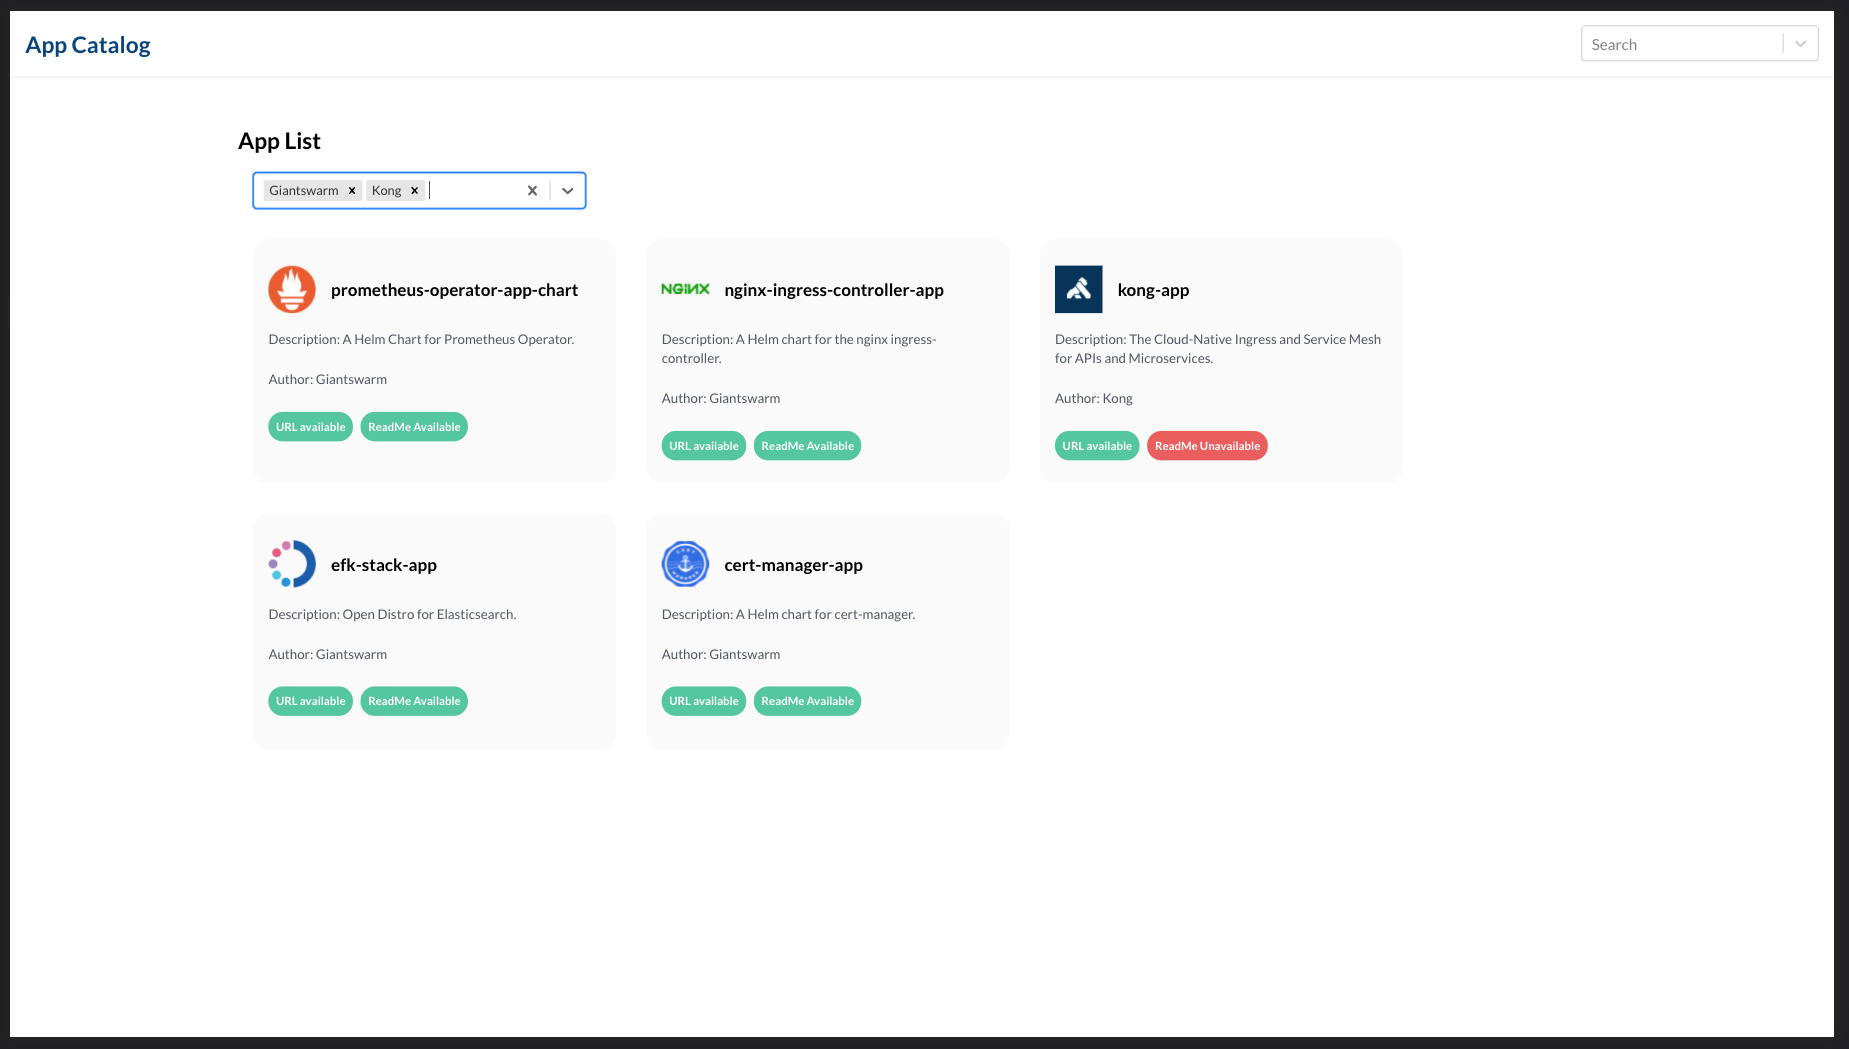 App Catalog
Search
App List
Giantswarm
Kong
prometheus-operator-app-chart
Description: A Helm Chart for Prometheus Operator.
Author: Giantswarm
URL available
ReadMe Available
NGINX
nginx-ingress-controller-app
Description: A Helm chart for the nginx ingress-
controller.
Author: Giantswarm
URL available
ReadMe Available
kong-app
Description: The Cloud-Native Ingress and Service Mesh
for APIs and Microservices.
Author: Kong
URL available
ReadMe Unavailable
efk-stack-app
Description: Open Distro for Elasticsearch.
Author: Giantswarm
URL available
ReadMe Available
CERT
MANAGER
cert-manager-app
Description: A Helm chart for cert-manager.
Author: Giantswarm
URL available
ReadMe Available